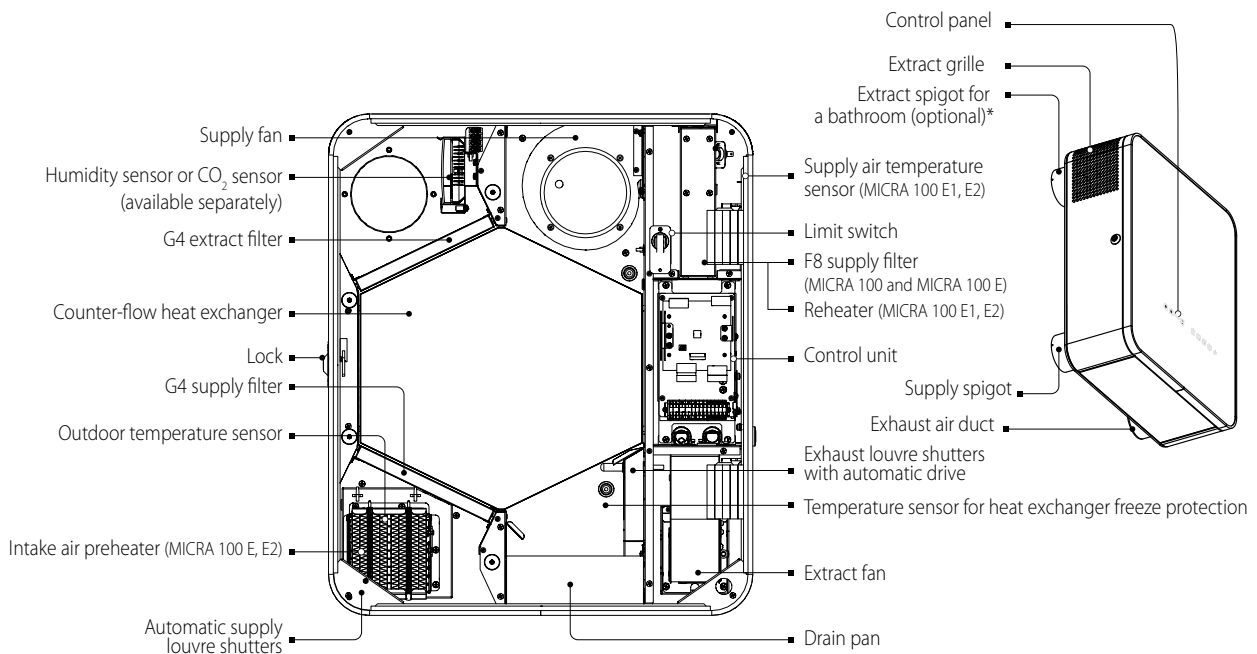 Control panel
Extract grille
Extract spigot for
a bathroom (optional)*
Supply fan
Humidity sensor or CO₂ sensor
(available separately)
G4 extract filter
Counter-flow heat exchanger
Lock
G4 supply filter
Outdoor temperature sensor
Intake air preheater (MICRA 100 E, E2)
Automatic supply
louvre shutters
Supply air temperature
sensor (MICRA 100 E1, E2)
Limit switch
F8 supply filter
(MICRA 100 and MICRA 100 E)
Reheater (MICRA 100 E1, E2)
Control unit
Supply spigot
Exhaust air duct
Exhaust louvre shutters
with automatic drive
Temperature sensor for heat exchanger freeze protection
Extract fan
Drain pan